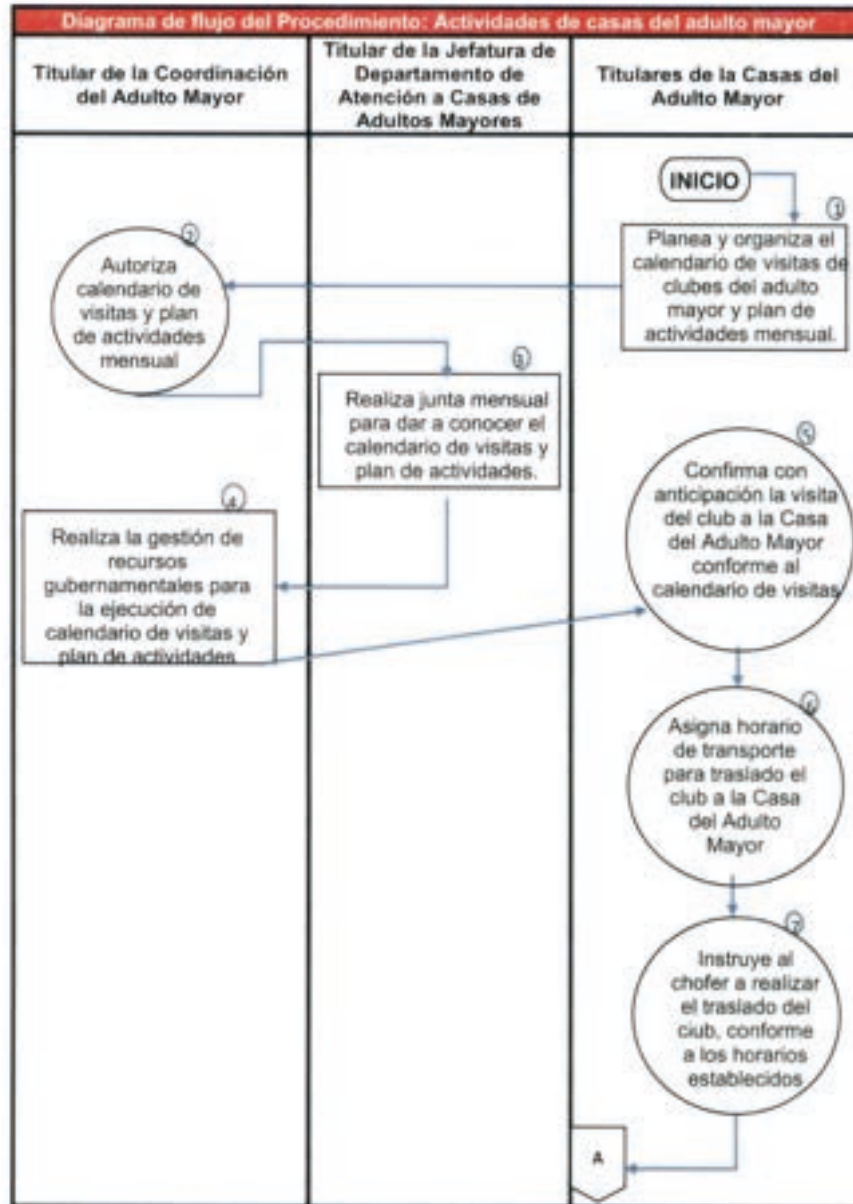 Diagrama de flujo del Procedimiento: Actividades de casas del adulto mayor
Titular de la Coordinación
del Adulto Mayor
Titular de la Jefatura de
Departamento de
Atención a Casas de
Adultos Mayores
Titulares de la Casas del
Adulto Mayor
INICIO
1
Planea y organiza el
calendario de visitas de
clubes del adulto
mayor y plan de
actividades mensual.
2
Autoriza
calendario de
visitas y plan
de actividades
mensual
3
Realiza junta mensual
para dar a conocer el
calendario de visitas y
plan de actividades.
4
Realiza la gestión de
recursos
gubernamentales para
la ejecución de
calendario de visitas y
plan de actividades
5
Confirma con
anticipación la visita
del club a la Casa
del Adulto Mayor
conforme al
calendario de visitas
6
Asigna horario
de transporte
para traslado el
club a la Casa
del Adulto
Mayor
7
Instruye al
chofer a realizar
el traslado del
club, conforme
a los horarios
establecidos
A